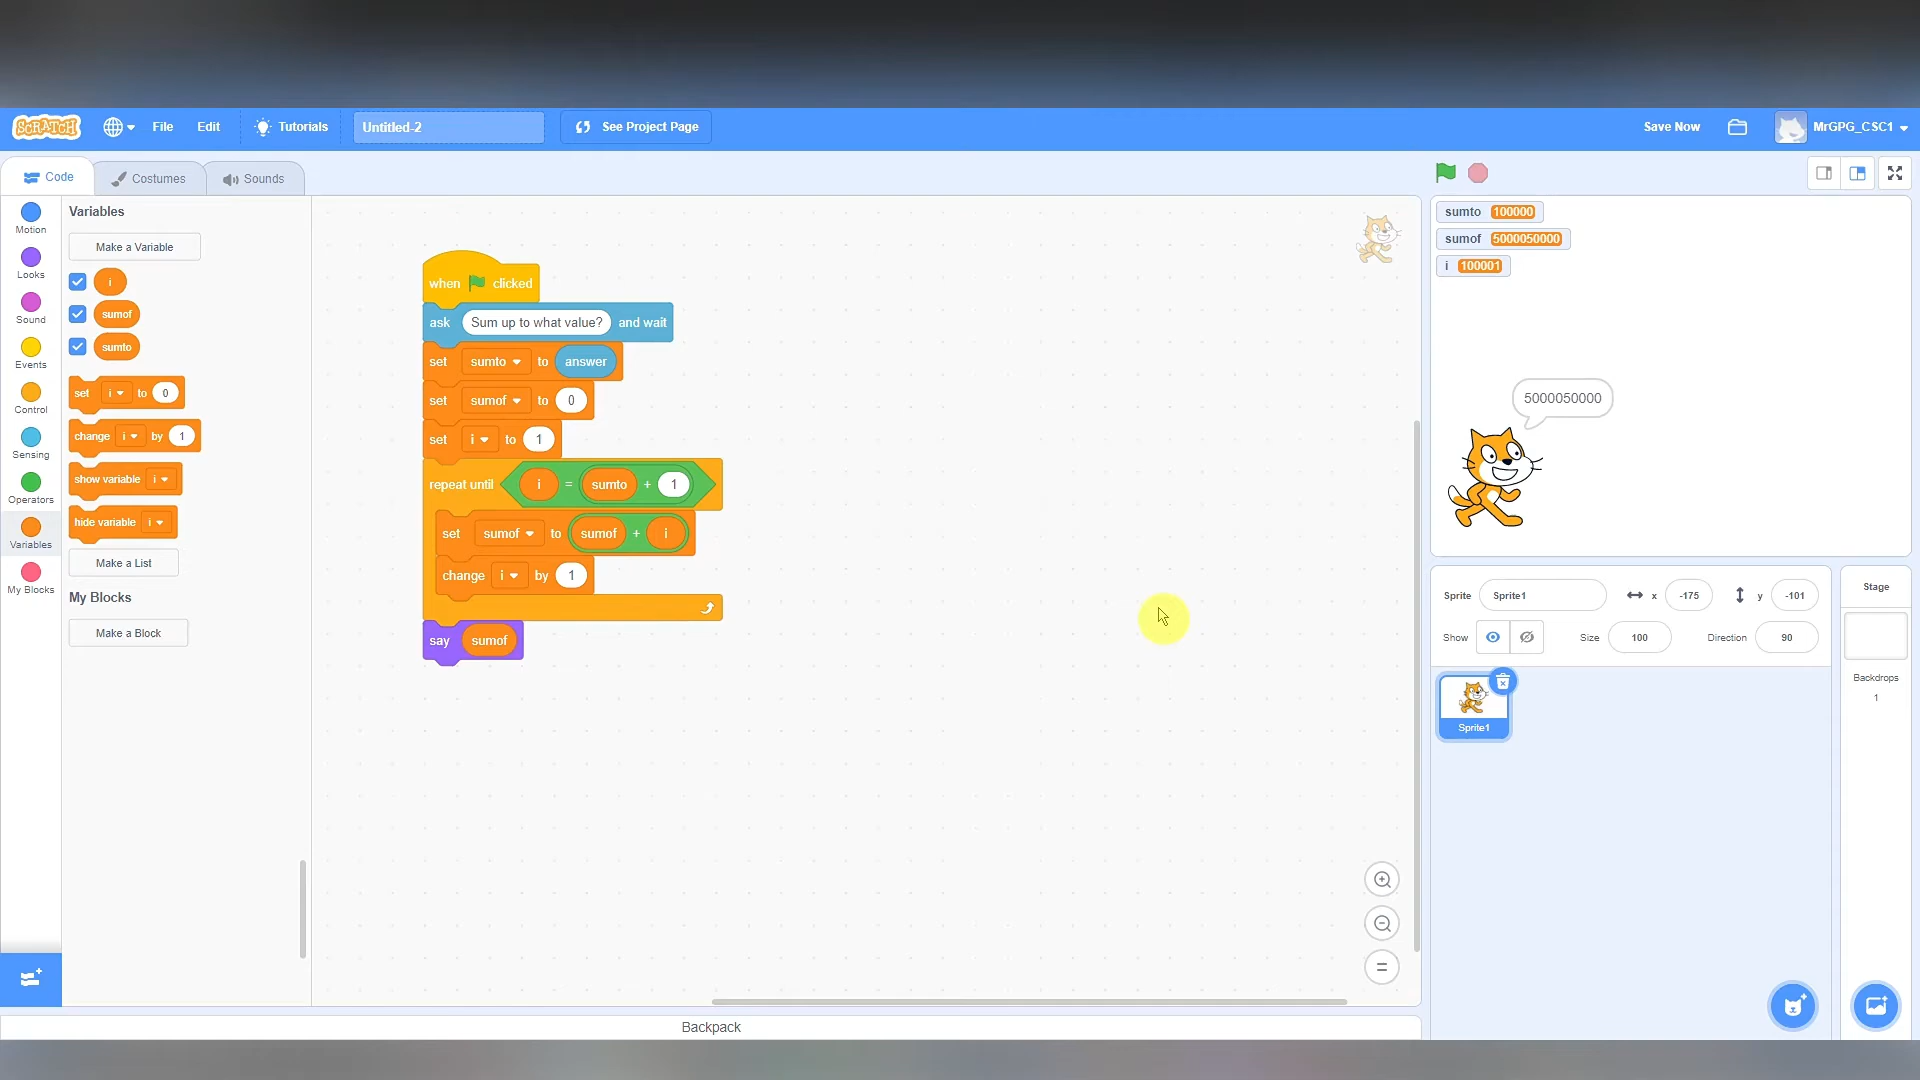 SCRATCH
File
Edit
Tutorials
Untitled-2
See Project Page
Save Now
MrGPG_CSC1
Code
Costumes
Sounds
Motion
Looks
Sound
Events
Control
Sensing
Operators
Variables
My Blocks
Variables
Make a Variable
i
sumof
sumto
set i to 0
change i by 1
show variable i
hide variable i
Make a List
My Blocks
Make a Block
when clicked
ask Sum up to what value? and wait
set sumto to answer
set sumof to 0
set i to 1
repeat until i = sumto + 1
set sumof to sumof + i
change i by 1
say sumof
Backpack
sumto 100000
sumof 5000050000
i 100001
5000050000
Sprite Sprite1 x -175 y -101
Show Size 100 Direction 90
Sprite1
Stage
Backdrops
1